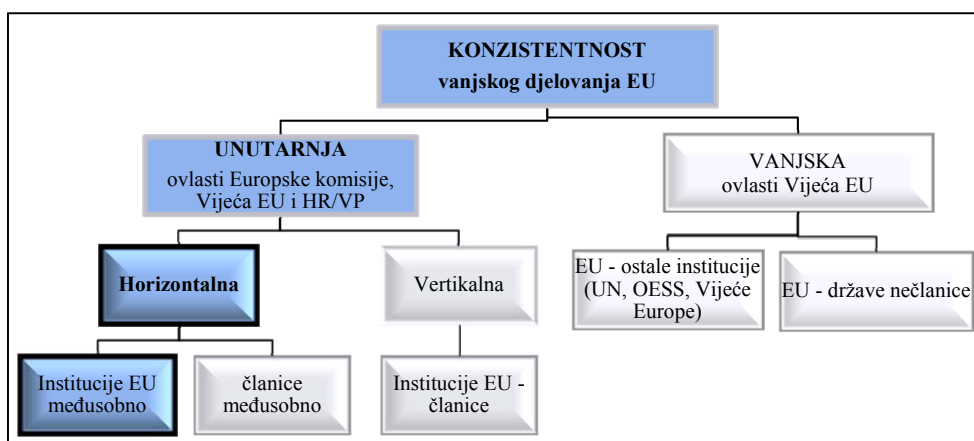 KONZISTENTNOST
vanjskog djelovanja EU
UNUTARNJA
ovlasti Europske komisije,
Vijeća EU i HR/VP
VANJSKA
ovlasti Vijeća EU
Horizontalna
Vertikalna
EU - ostale institucije
(UN, OESS, Vijeće
Europe)
EU - države nečlanice
Institucije EU
međusobno
članice
međusobno
Institucije EU -
članice